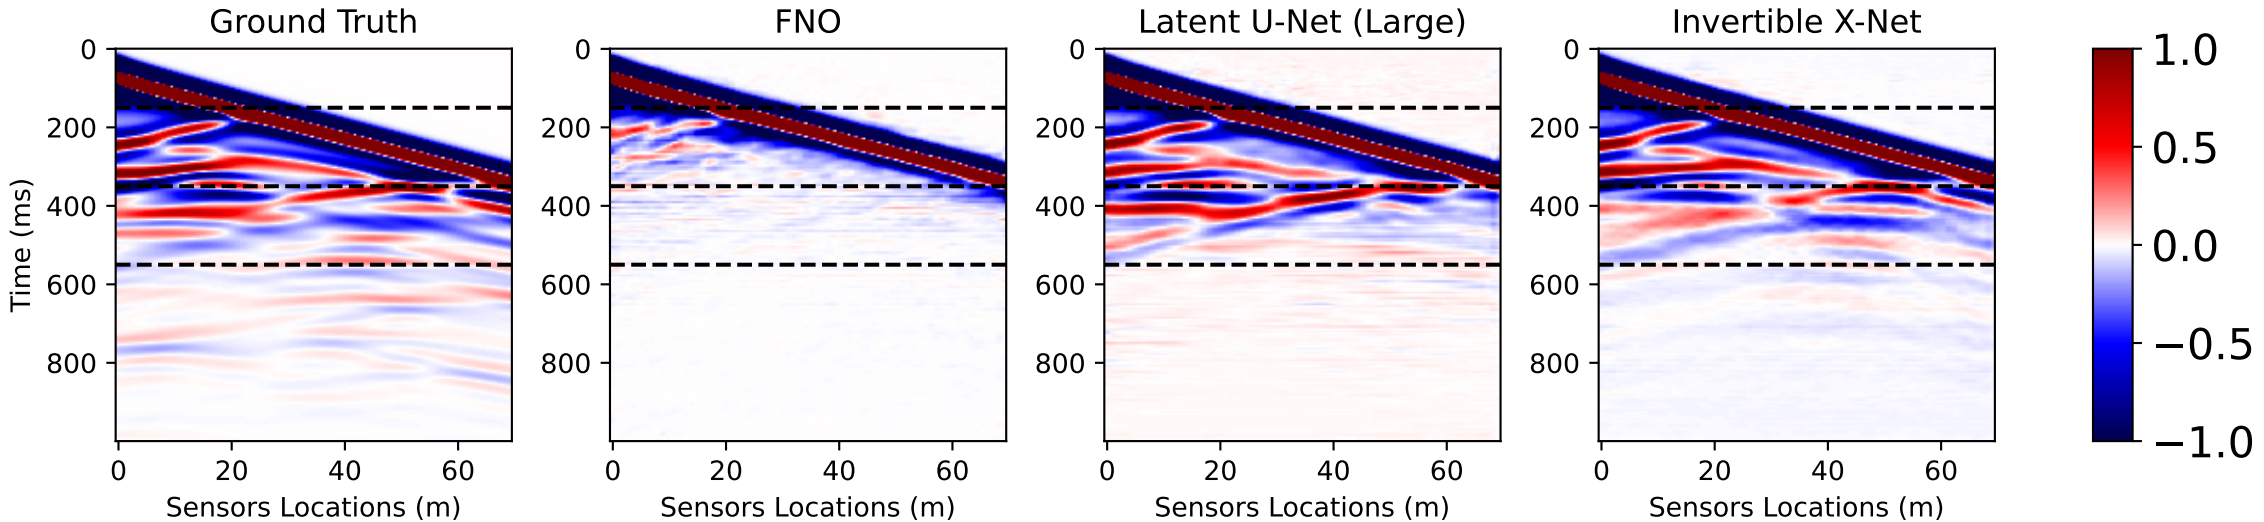 Ground Truth
FNO
Latent U-Net (Large)
Invertible X-Net
Time (ms)
0
200
400
600
800
0
200
400
600
800
0
200
400
600
800
0
200
400
600
800
1.0
0.5
0.0
−0.5
−1.0
0 20 40 60
0 20 40 60
0 20 40 60
0 20 40 60
Sensors Locations (m)
Sensors Locations (m)
Sensors Locations (m)
Sensors Locations (m)